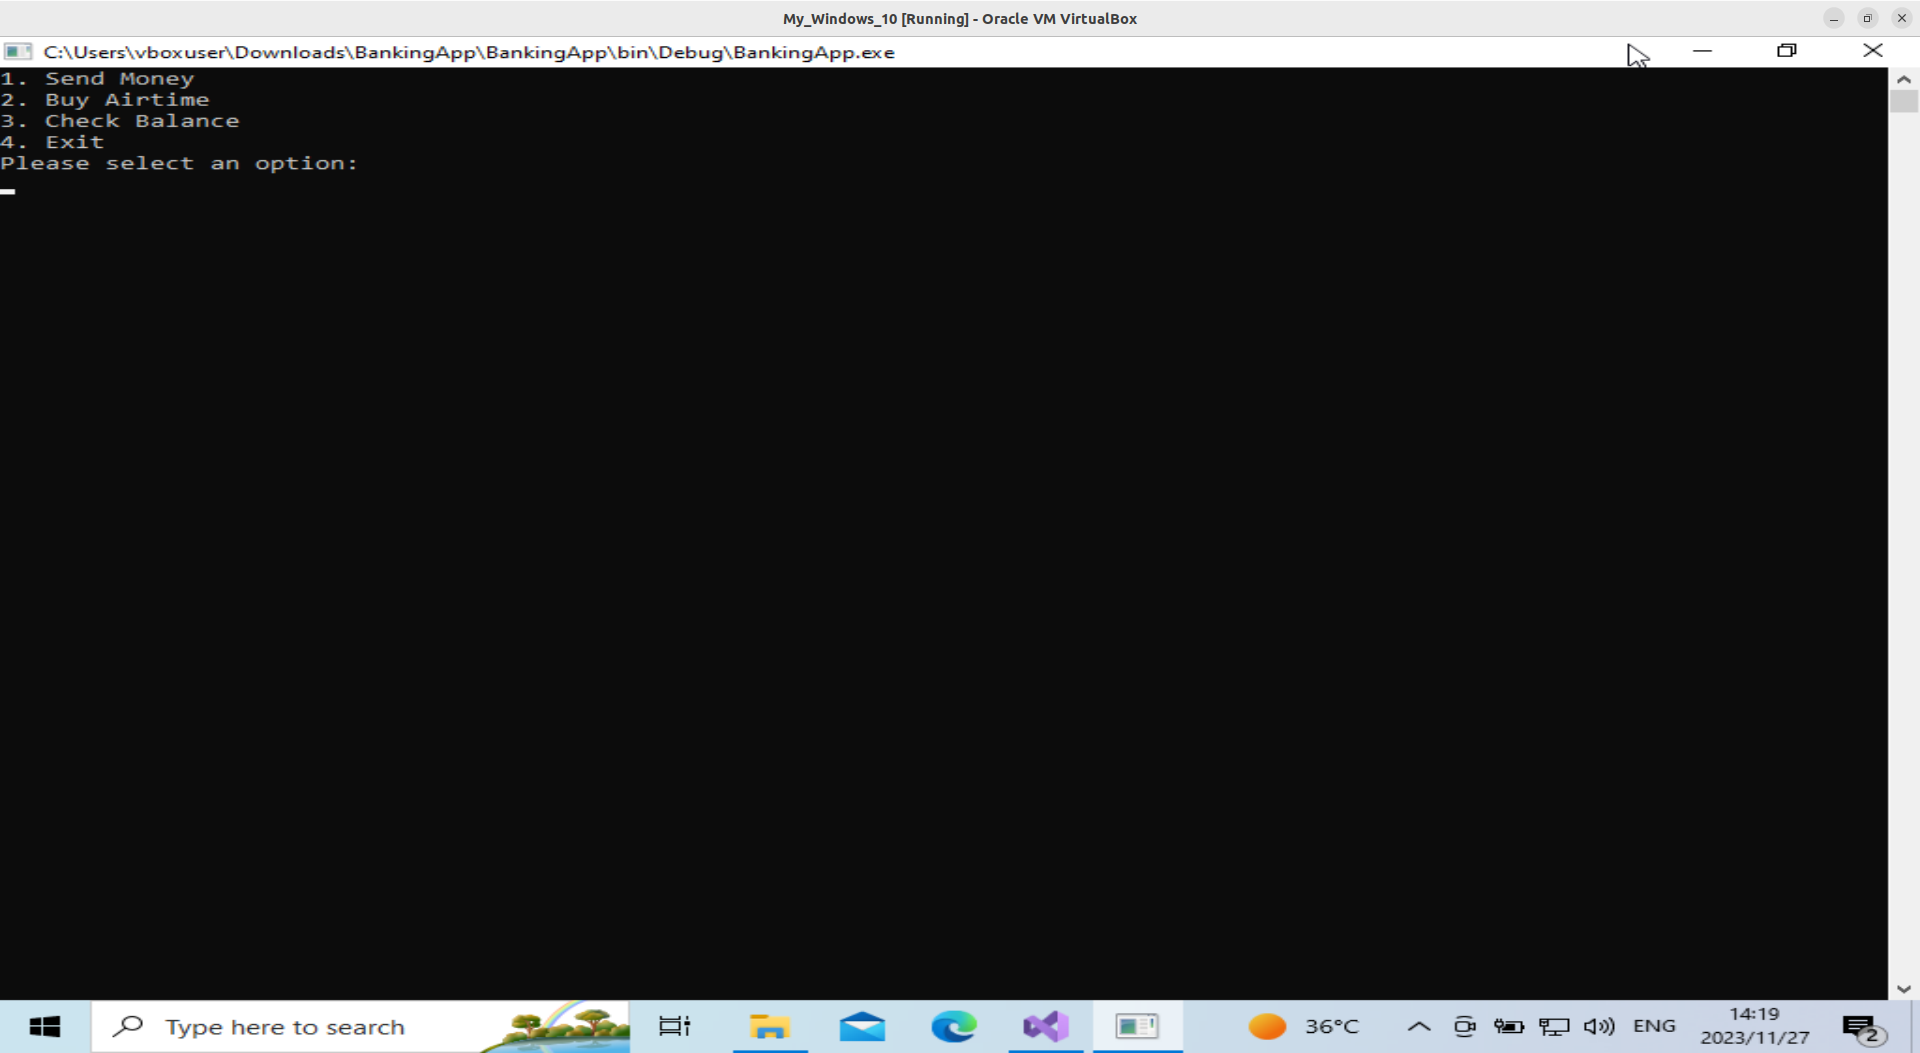 My_Windows_10 [Running] - Oracle VM VirtualBox
C:\Users\vboxuser\Downloads\BankingApp\BankingApp\bin\Debug\BankingApp.exe
1. Send Money
2. Buy Airtime
3. Check Balance
4. Exit
Please select an option:
Type here to search
36°C
ENG
14:19
2023/11/27
2